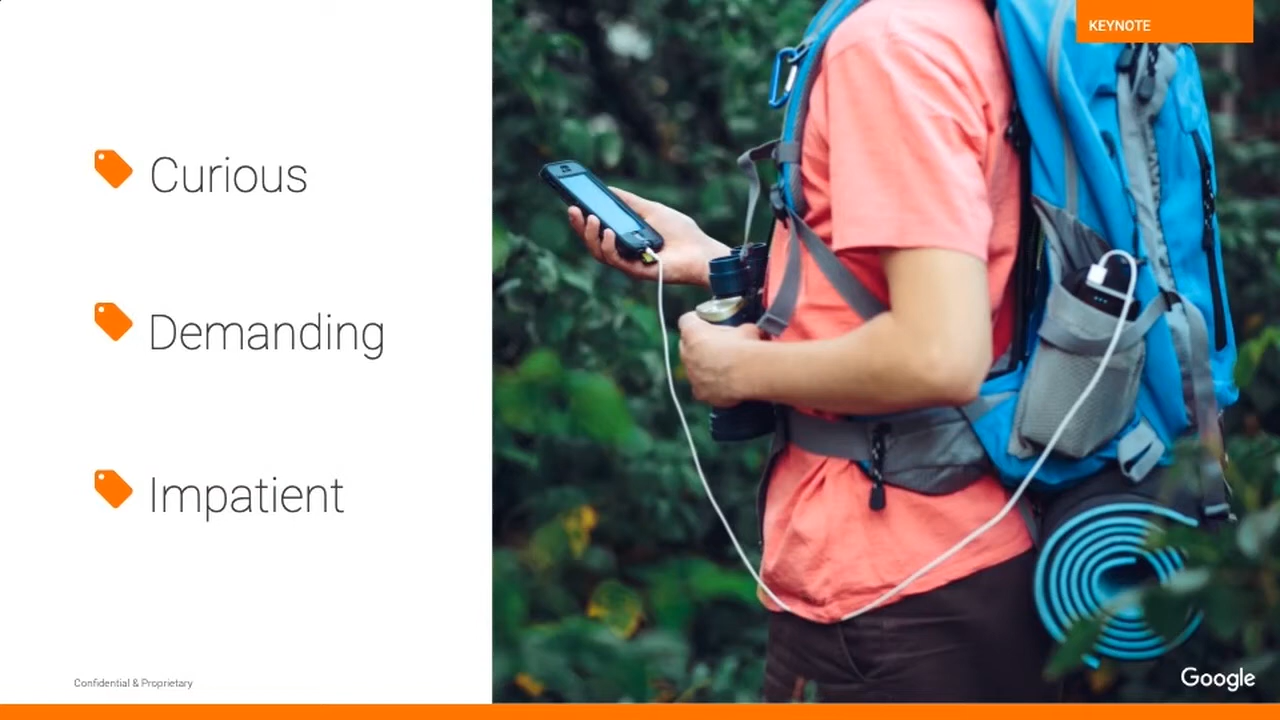 KEYNOTE
Curious
Demanding
Impatient
Confidential & Proprietary
Google